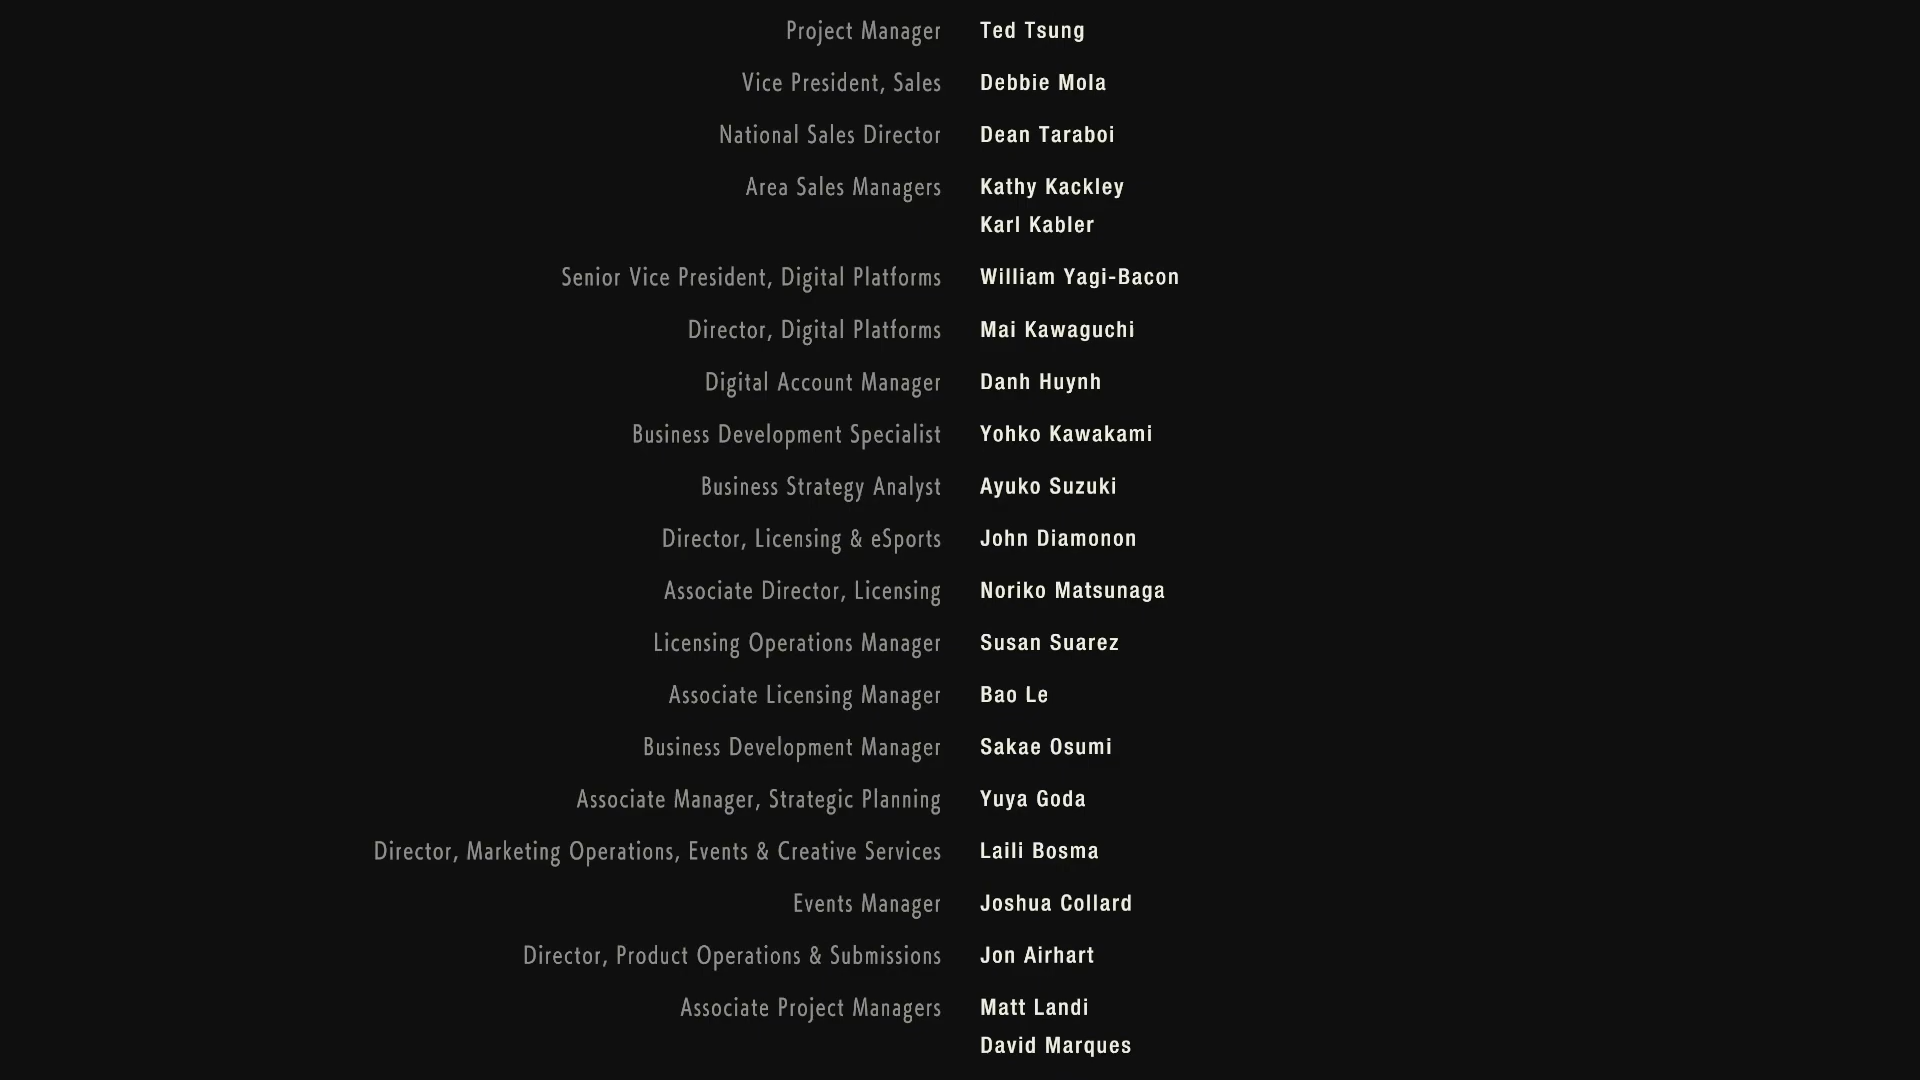 Project Manager Ted Tsung
Vice President, Sales Debbie Mola
National Sales Director Dean Taraboi
Area Sales Managers Kathy Kackley
Karl Kabler
Senior Vice President, Digital Platforms William Yagi-Bacon
Director, Digital Platforms Mai Kawaguchi
Digital Account Manager Danh Huynh
Business Development Specialist Yohko Kawakami
Business Strategy Analyst Ayuko Suzuki
Director, Licensing & eSports John Diamonon
Associate Director, Licensing Noriko Matsunaga
Licensing Operations Manager Susan Suarez
Associate Licensing Manager Bao Le
Business Development Manager Sakae Osumi
Associate Manager, Strategic Planning Yuya Goda
Director, Marketing Operations, Events & Creative Services Laili Bosma
Events Manager Joshua Collard
Director, Product Operations & Submissions Jon Airhart
Associate Project Managers Matt Landi
David Marques